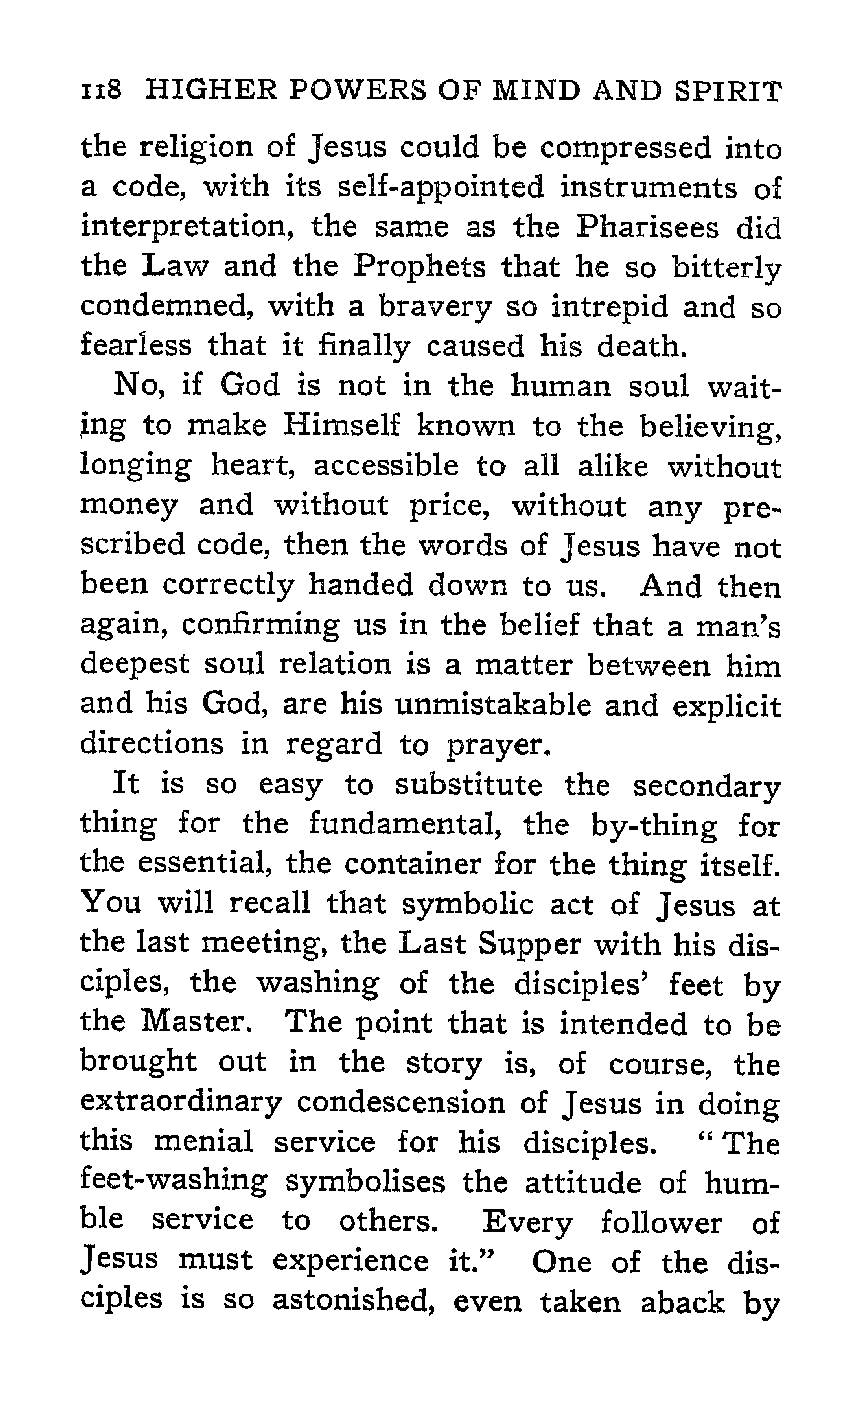 118 HIGHER POWERS OF MIND AND SPIRIT
the religion of Jesus could be compressed into
a code, with its self-appointed instruments of
interpretation, the same as the Pharisees did
the Law and the Prophets that he so bitterly
condemned, with a bravery so intrepid and so
fearless that it finally caused his death.
No, if God is not in the human soul wait-
ing to make Himself known to the believing,
longing heart, accessible to all alike without
money and without price, without any pre-
scribed code, then the words of Jesus have not
been correctly handed down to us. And then
again, confirming us in the belief that a man's
deepest soul relation is a matter between him
and his God, are his unmistakable and explicit
directions in regard to prayer.
It is so easy to substitute the secondary
thing for the fundamental, the by-thing for
the essential, the container for the thing itself.
You will recall that symbolic act of Jesus at
the last meeting, the Last Supper with his dis-
ciples, the washing of the disciples' feet by
the Master. The point that is intended to be
brought out in the story is, of course, the
extraordinary condescension of Jesus in doing
this menial service for his disciples. “The
feet-washing symbolises the attitude of hum-
ble service to others. Every follower of
Jesus must experience it.” One of the dis-
ciples is so astonished, even taken aback by